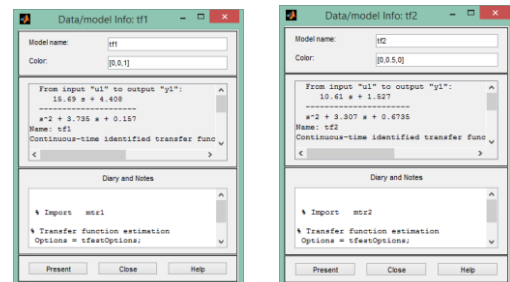 Data/model Info: tf1
Model name:
tf1
Color:
[0,0,1]
From input "u1" to output "y1":
15.69 s + 4.408
----------------------
s^2 + 3.735 s + 0.157
Name: tf1
Continuous-time identified transfer func
Diary and Notes
% Import mtr1
% Transfer function estimation
Options = tfestOptions;
Present
Close
Help
Data/model Info: tf2
Model name:
tf2
Color:
[0,0.5,0]
From input "u1" to output "y1":
10.61 s + 1.527
----------------------
s^2 + 3.307 s + 0.6735
Name: tf2
Continuous-time identified transfer func
Diary and Notes
% Import mtr2
% Transfer function estimation
Options = tfestOptions;
Present
Close
Help